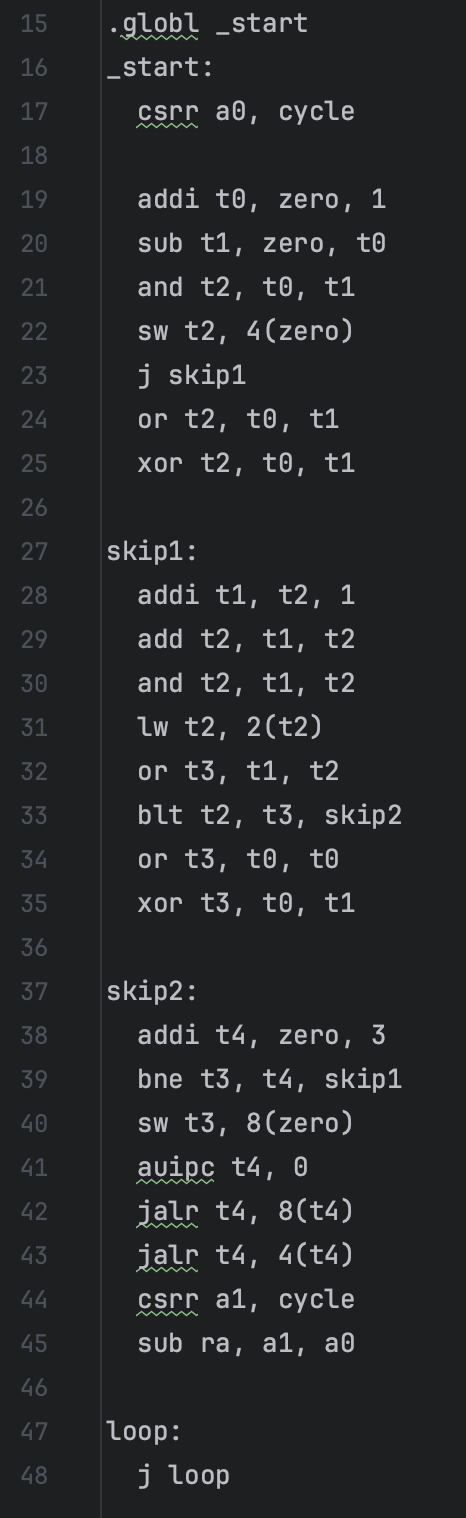 15 .globl _start
16 _start:
17   csrr a0, cycle
18
19   addi t0, zero, 1
20   sub t1, zero, t0
21   and t2, t0, t1
22   sw t2, 4(zero)
23   j skip1
24   or t2, t0, t1
25   xor t2, t0, t1
26
27 skip1:
28   addi t1, t2, 1
29   add t2, t1, t2
30   and t2, t1, t2
31   lw t2, 2(t2)
32   or t3, t1, t2
33   blt t2, t3, skip2
34   or t3, t0, t0
35   xor t3, t0, t1
36
37 skip2:
38   addi t4, zero, 3
39   bne t3, t4, skip1
40   sw t3, 8(zero)
41   auipc t4, 0
42   jalr t4, 8(t4)
43   jalr t4, 4(t4)
44   csrr a1, cycle
45   sub ra, a1, a0
46
47 loop:
48   j loop